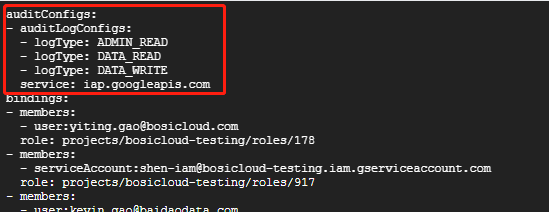 auditConfigs:
- auditLogConfigs:
  - logType: ADMIN_READ
  - logType: DATA_READ
  - logType: DATA_WRITE
  service: iap.googleapis.com
bindings:
- members:
  - user:yiting.gao@bosicloud.com
  role: projects/bosicloud-testing/roles/178
- members:
  - serviceAccount:shen-iam@bosicloud-testing.iam.gserviceaccount.com
  role: projects/bosicloud-testing/roles/917
- members:
  - user:kevin.gao@baidaodata.com